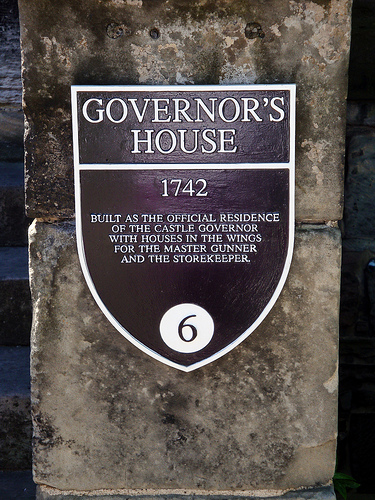 GOVERNOR'S
HOUSE
1742
BUILT AS THE OFFICIAL RESIDENCE
OF THE CASTLE GOVERNOR
WITH HOUSES IN THE WINGS
FOR THE MASTER GUNNER
AND THE STOREKEEPER.
6